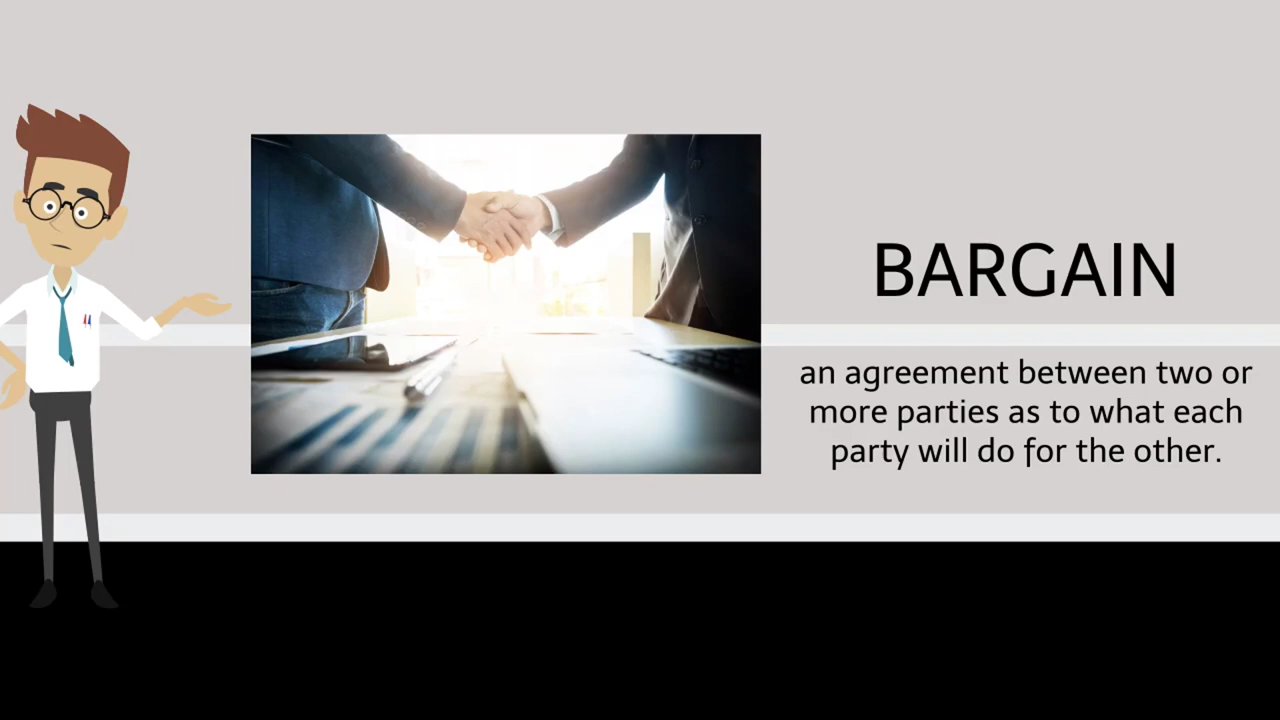 BARGAIN
an agreement between two or
more parties as to what each
party will do for the other.